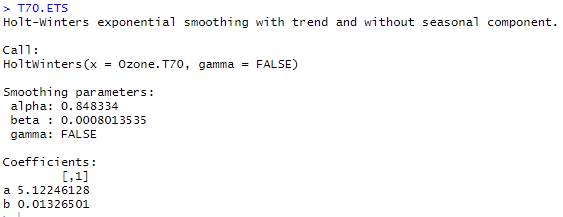 > T70.ETS
Holt-Winters exponential smoothing with trend and without seasonal component.
Call:
HoltWinters(x = Ozone.T70, gamma = FALSE)
Smoothing parameters:
alpha: 0.848334
beta : 0.0008013535
gamma: FALSE
Coefficients:
[,1]
a 5.12246128
b 0.01326501
>